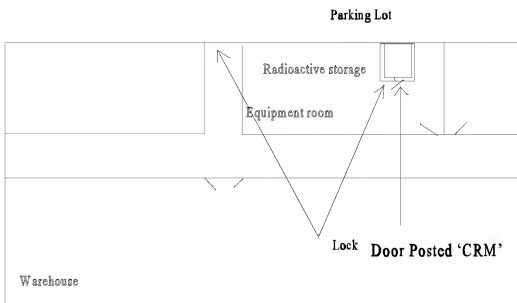 Parking Lot
Radioactive storage
Equipment room
Lock
Door Posted ‘CRM’
Warehouse